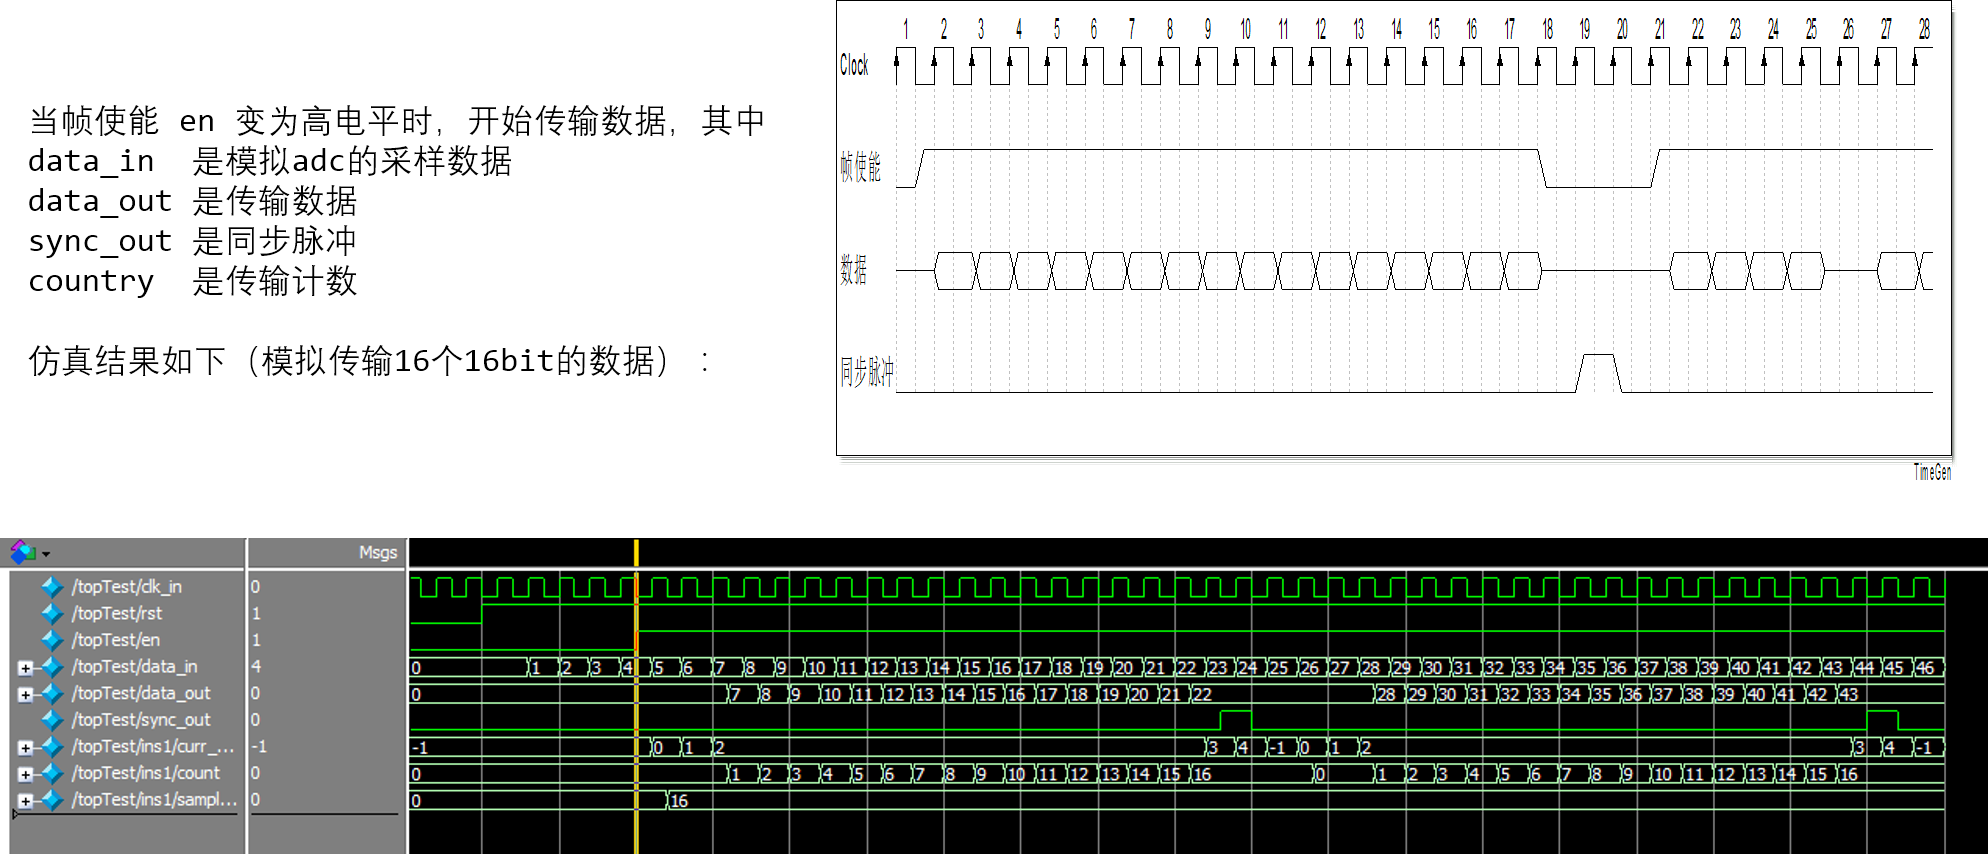 当帧使能 en 变为高电平时，开始传输数据，其中
data_in 是模拟adc的采样数据
data_out 是传输数据
sync_out 是同步脉冲
country 是传输计数
仿真结果如下（模拟传输16个16bit的数据）：
1 2 3 4 5 6 7 8 9 10 11 12 13 14 15 16 17 18 19 20 21 22 23 24 25 26 27 28
Clock
帧使能
数据
同步脉冲
TimeGen
Msgs
/topTest/clk_in 0
/topTest/rst 1
/topTest/en 1
/topTest/data_in 4 0 1 2 3 4 5 6 7 8 9 10 11 12 13 14 15 16 17 18 19 20 21 22 23 24 25 26 27 28 29 30 31 32 33 34 35 36 37 38 39 40 41 42 43 44 45 46
/topTest/data_out 0 0 7 8 9 10 11 12 13 14 15 16 17 18 19 20 21 22 28 29 30 31 32 33 34 35 36 37 38 39 40 41 42 43
/topTest/sync_out 0
/topTest/ins1/curr_... -1 -1 0 1 2 3 4 -1 0 1 2 3 4 -1
/topTest/ins1/count 0 0 1 2 3 4 5 6 7 8 9 10 11 12 13 14 15 16 0 1 2 3 4 5 6 7 8 9 10 11 12 13 14 15 16
/topTest/ins1/sampl... 0 0 16